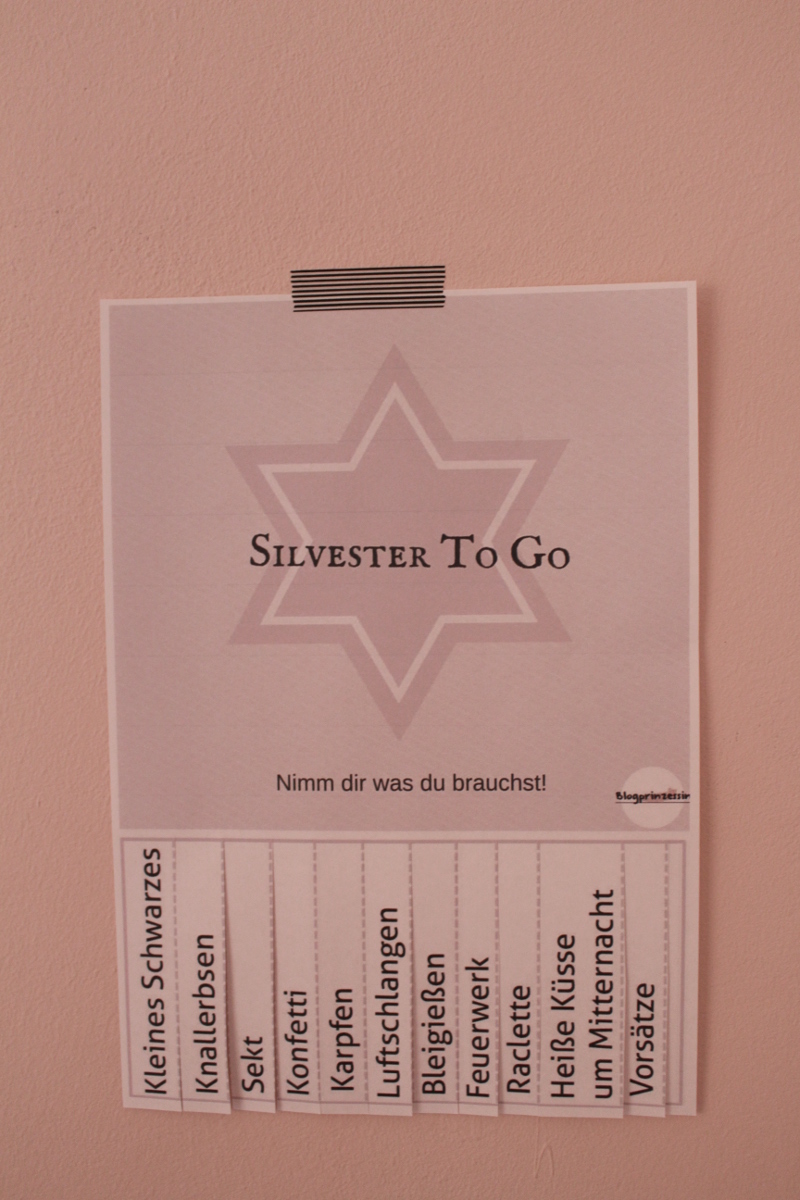 Silvester To Go
Nimm dir was du brauchst!
Blogprinzessin
Kleines Schwarzes
Knallerbsen
Sekt
Konfetti
Karpfen
Luftschlangen
Bleigießen
Feuerwerk
Raclette
Heiße Küsse
um Mitternacht
Vorsätze